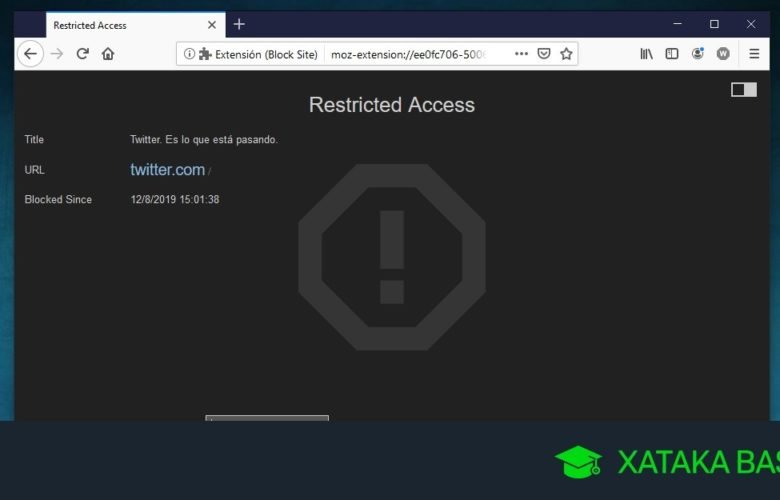 Restricted Access
Extensión (Block Site)
moz-extension://ee0fc706-500
Restricted Access
Title
Twitter. Es lo que está pasando.
URL
twitter.com /
Blocked Since
12/8/2019 15:01:38
XATAKA BAS